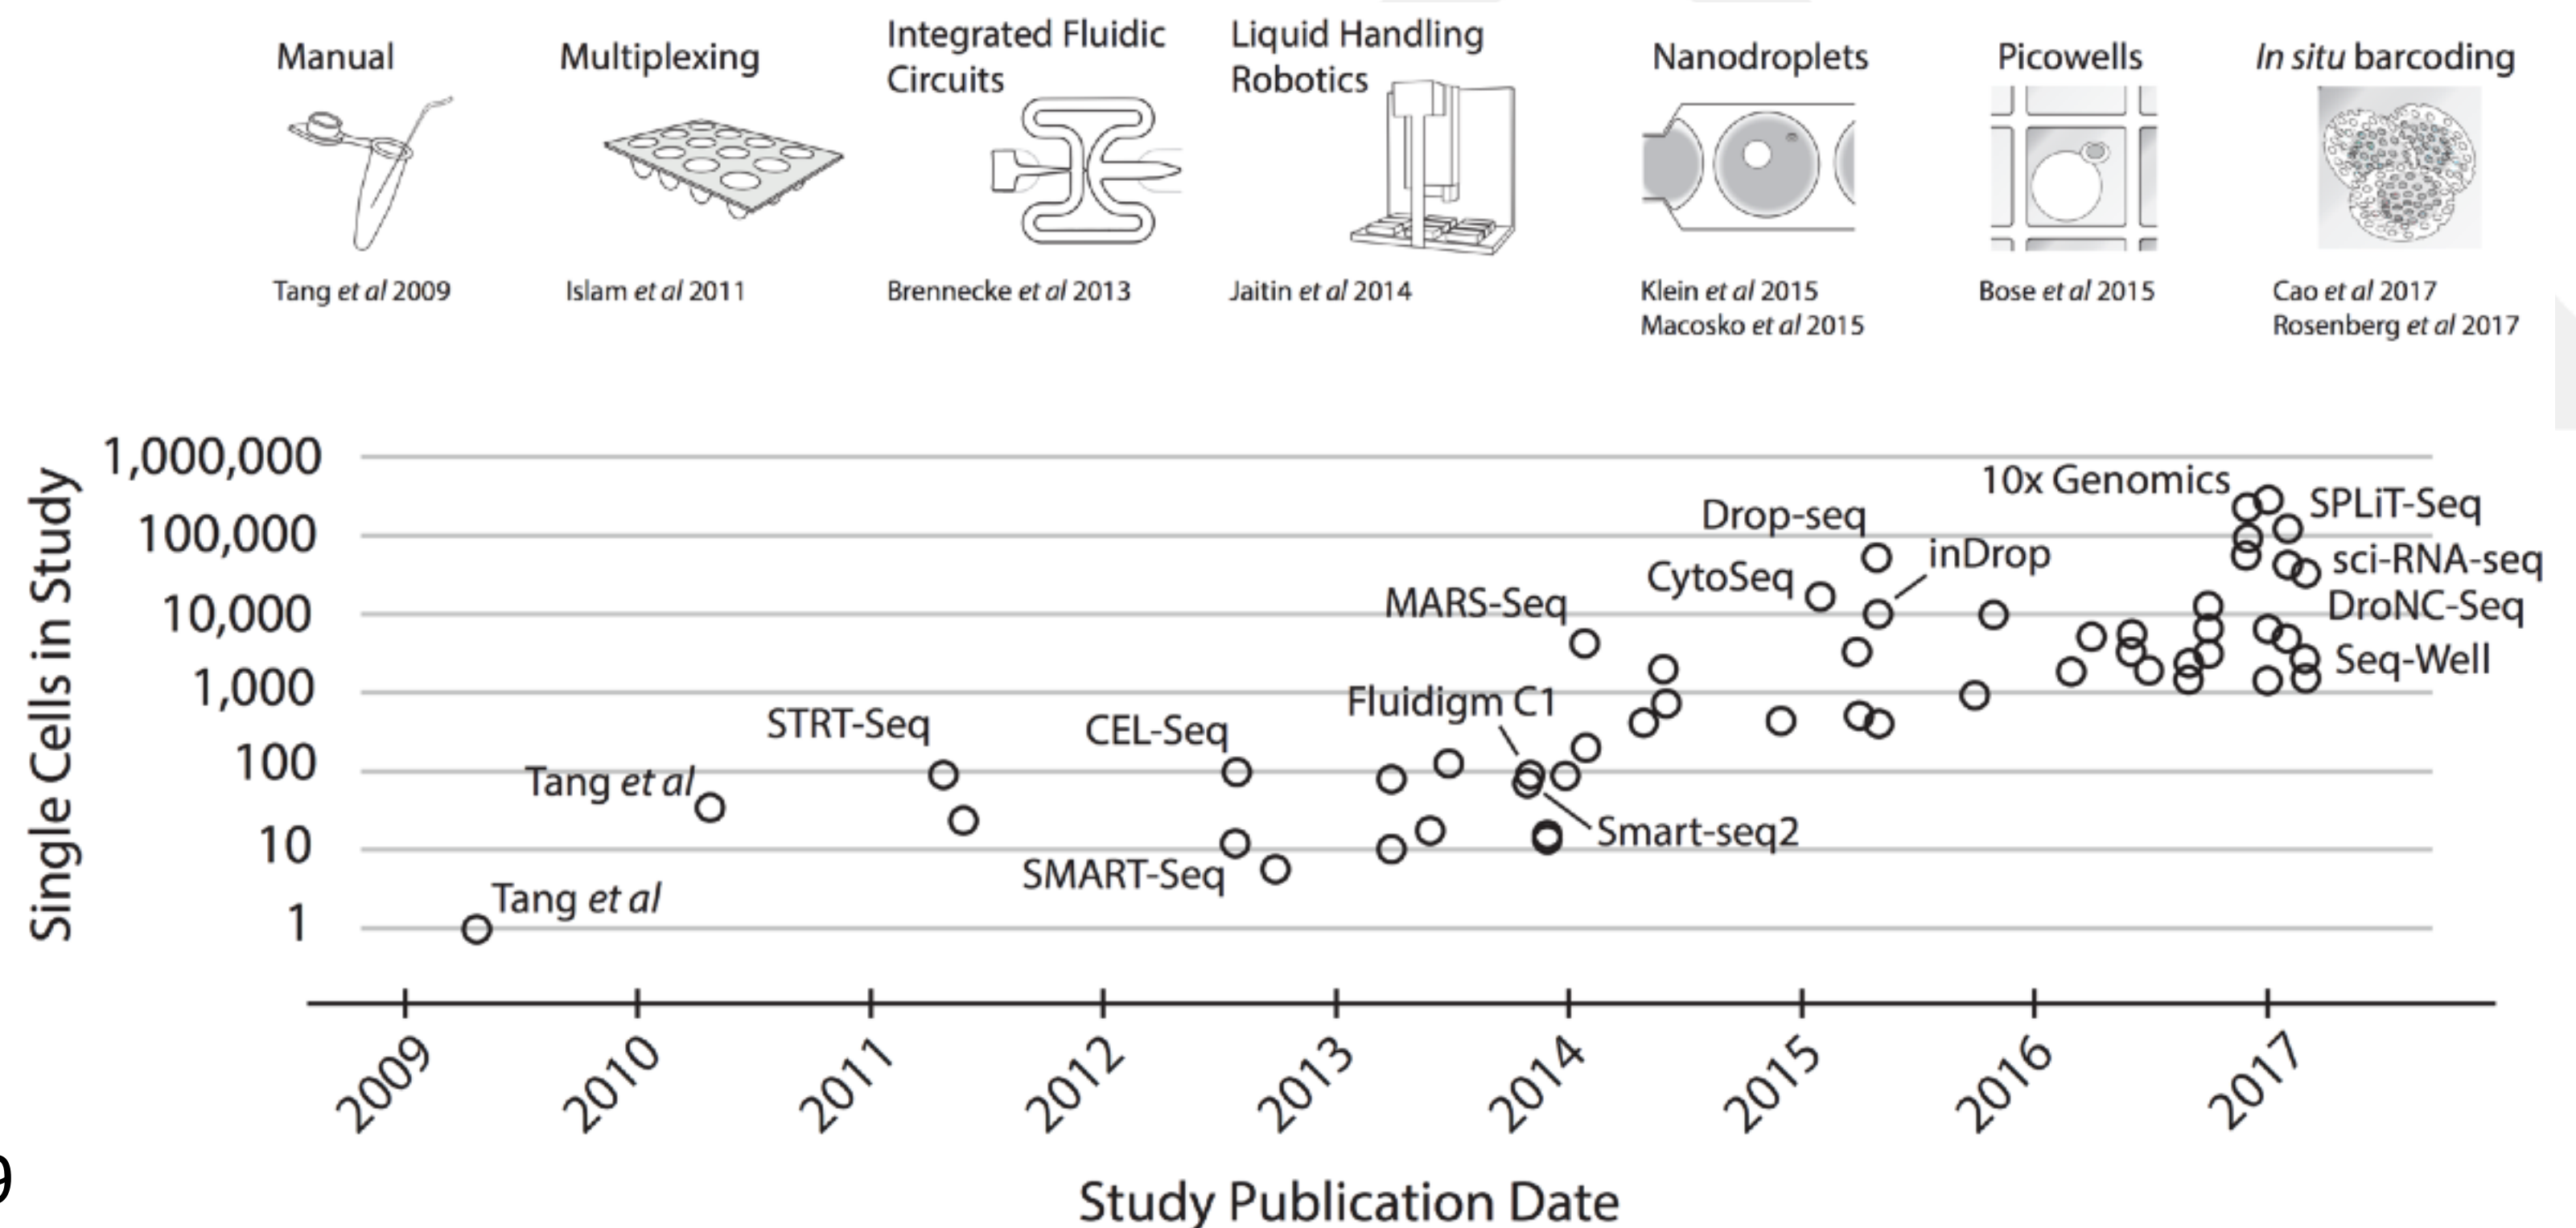 Manual
Multiplexing
Integrated Fluidic
Circuits
Liquid Handling
Robotics
Nanodroplets
Picowells
In situ barcoding
Tang et al 2009
Islam et al 2011
Brennecke et al 2013
Jaitin et al 2014
Klein et al 2015
Macosko et al 2015
Bose et al 2015
Cao et al 2017
Rosenberg et al 2017
Single Cells in Study
1,000,000
100,000
10,000
1,000
100
10
1
Tang et al
Tang et al
STRT-Seq
CEL-Seq
SMART-Seq
Fluidigm C1
Smart-seq2
MARS-Seq
CytoSeq
Drop-seq
inDrop
10x Genomics
SPLiT-Seq
sci-RNA-seq
DroNC-Seq
Seq-Well
2009
2010
2011
2012
2013
2014
2015
2016
2017
Study Publication Date
9